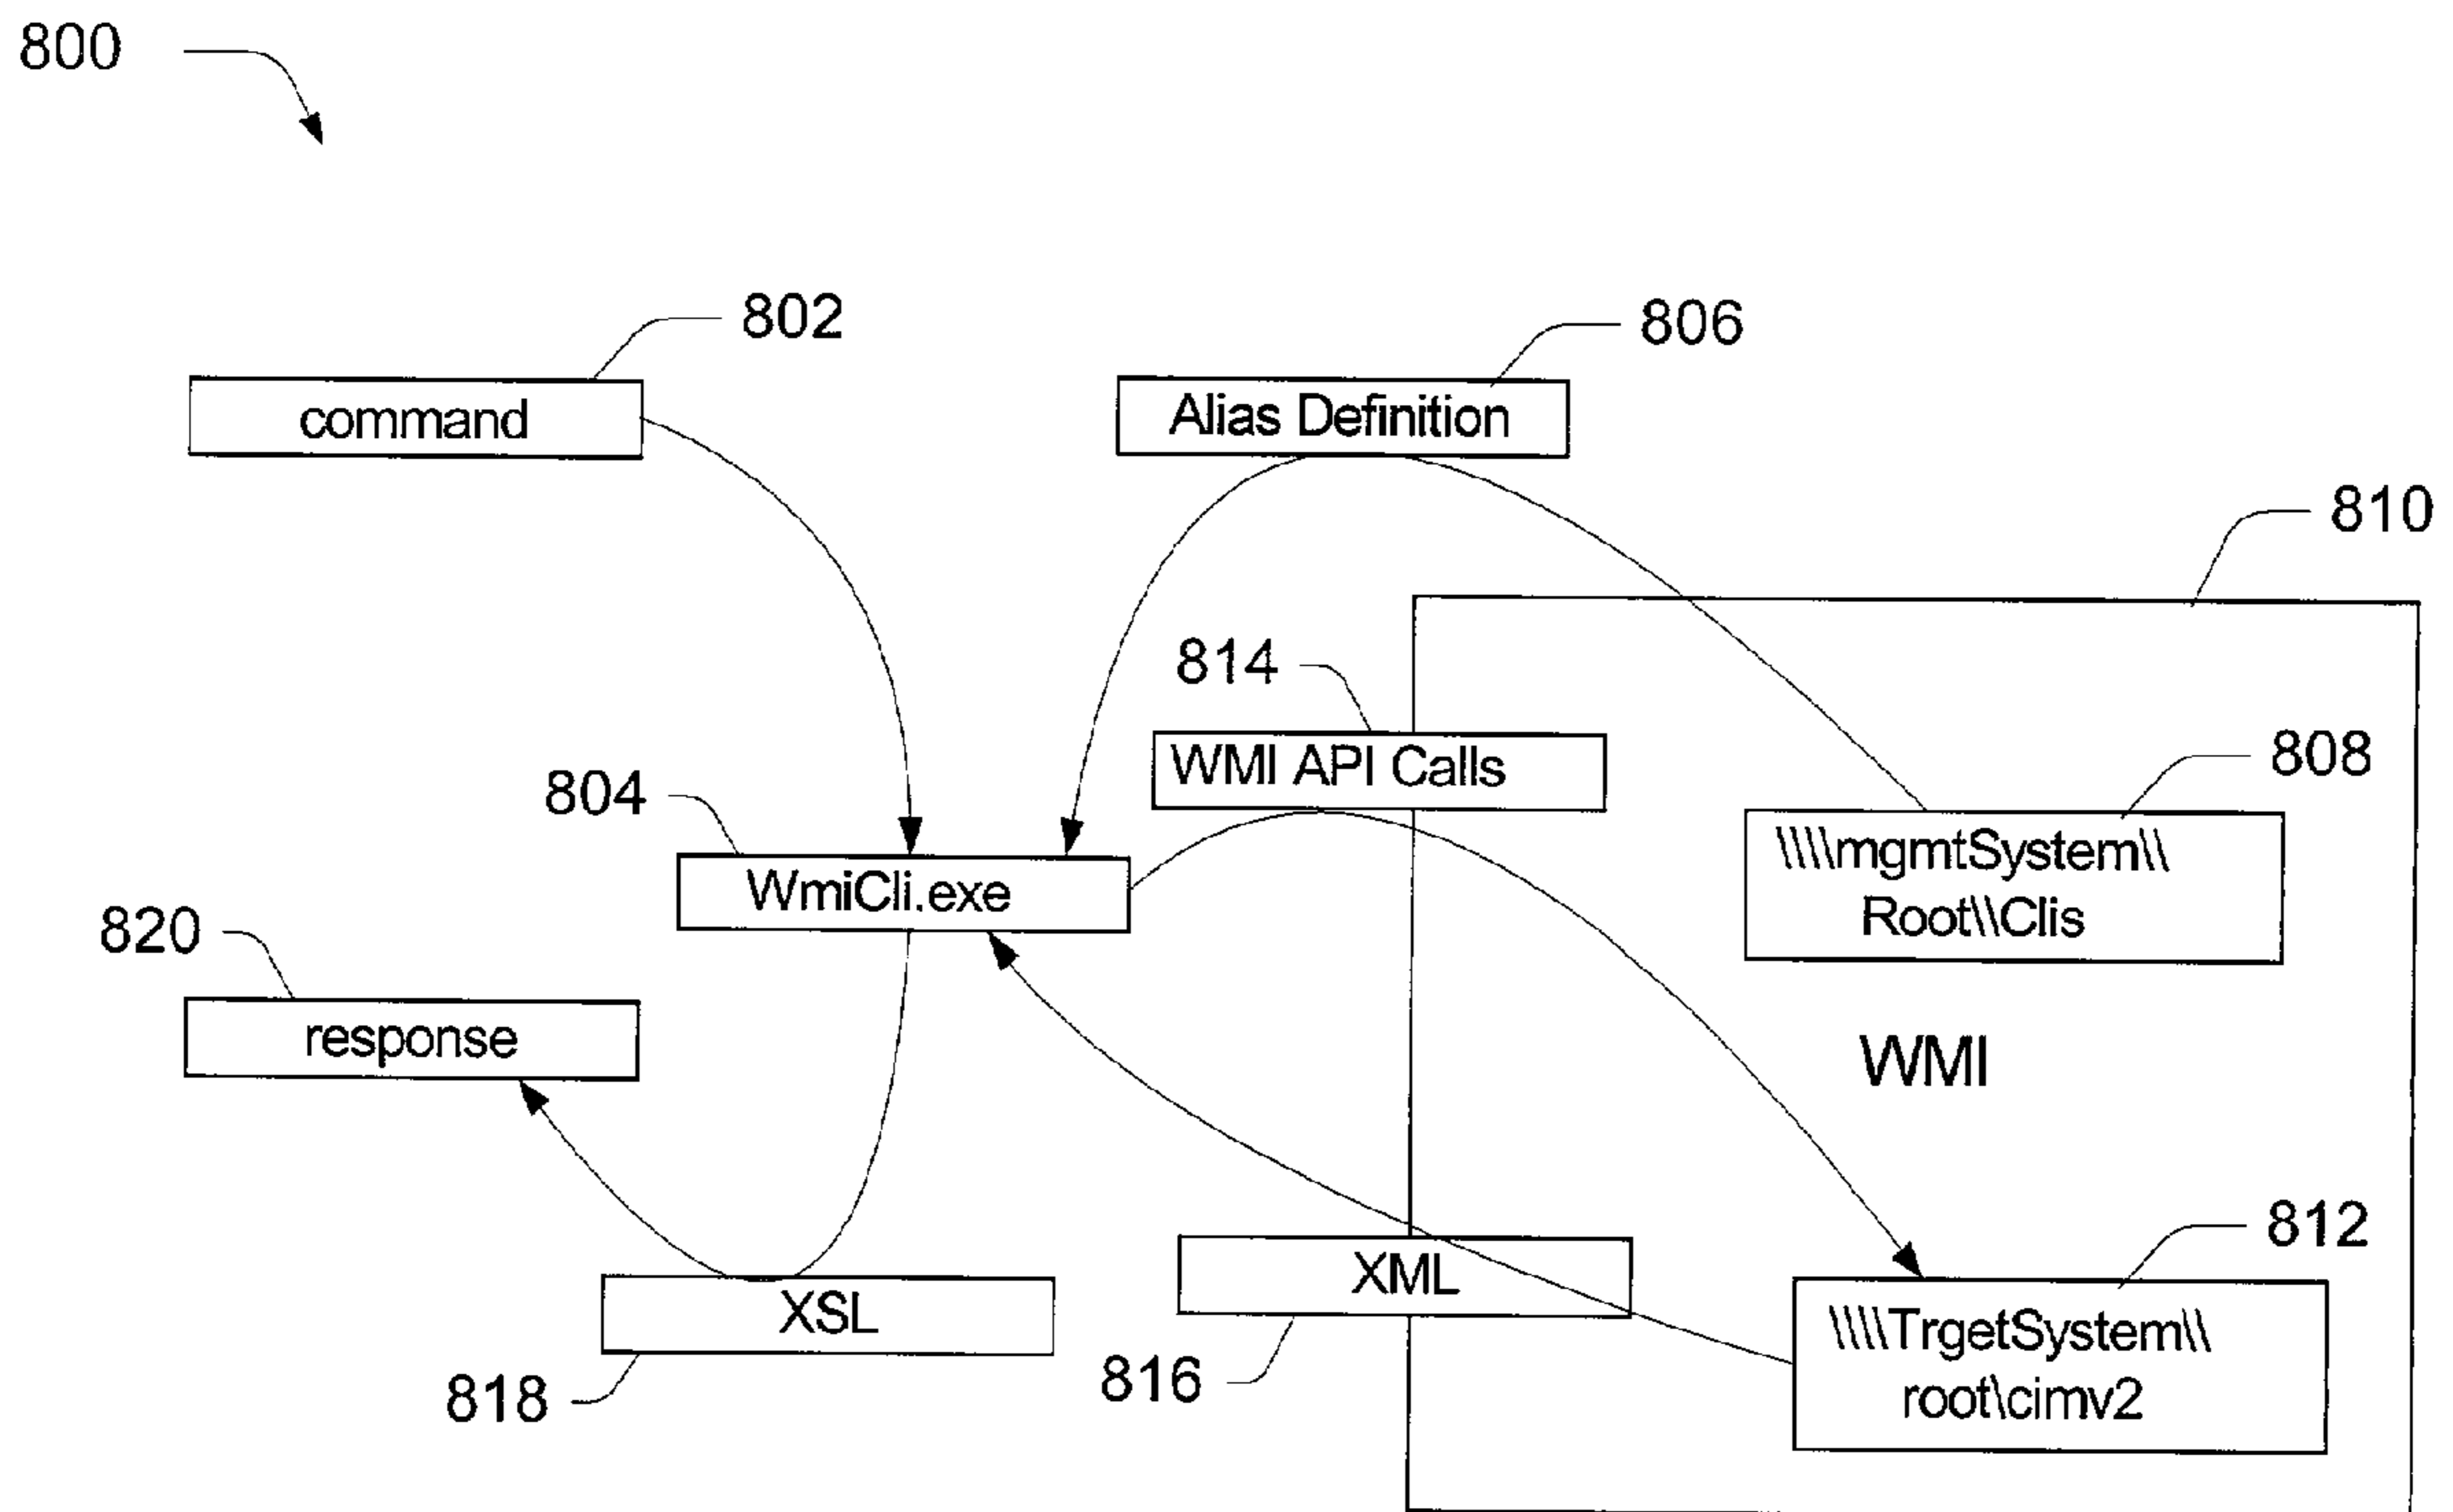 800
802
806
command
Alias Definition
810
814
WMI API Calls
808
804
\\\\mgmtSystem\\
Root\\Clis
WmiCli.exe
820
response
WMI
812
XML
XSL
\\\\TrgetSystem\\
root\cimv2
816
818